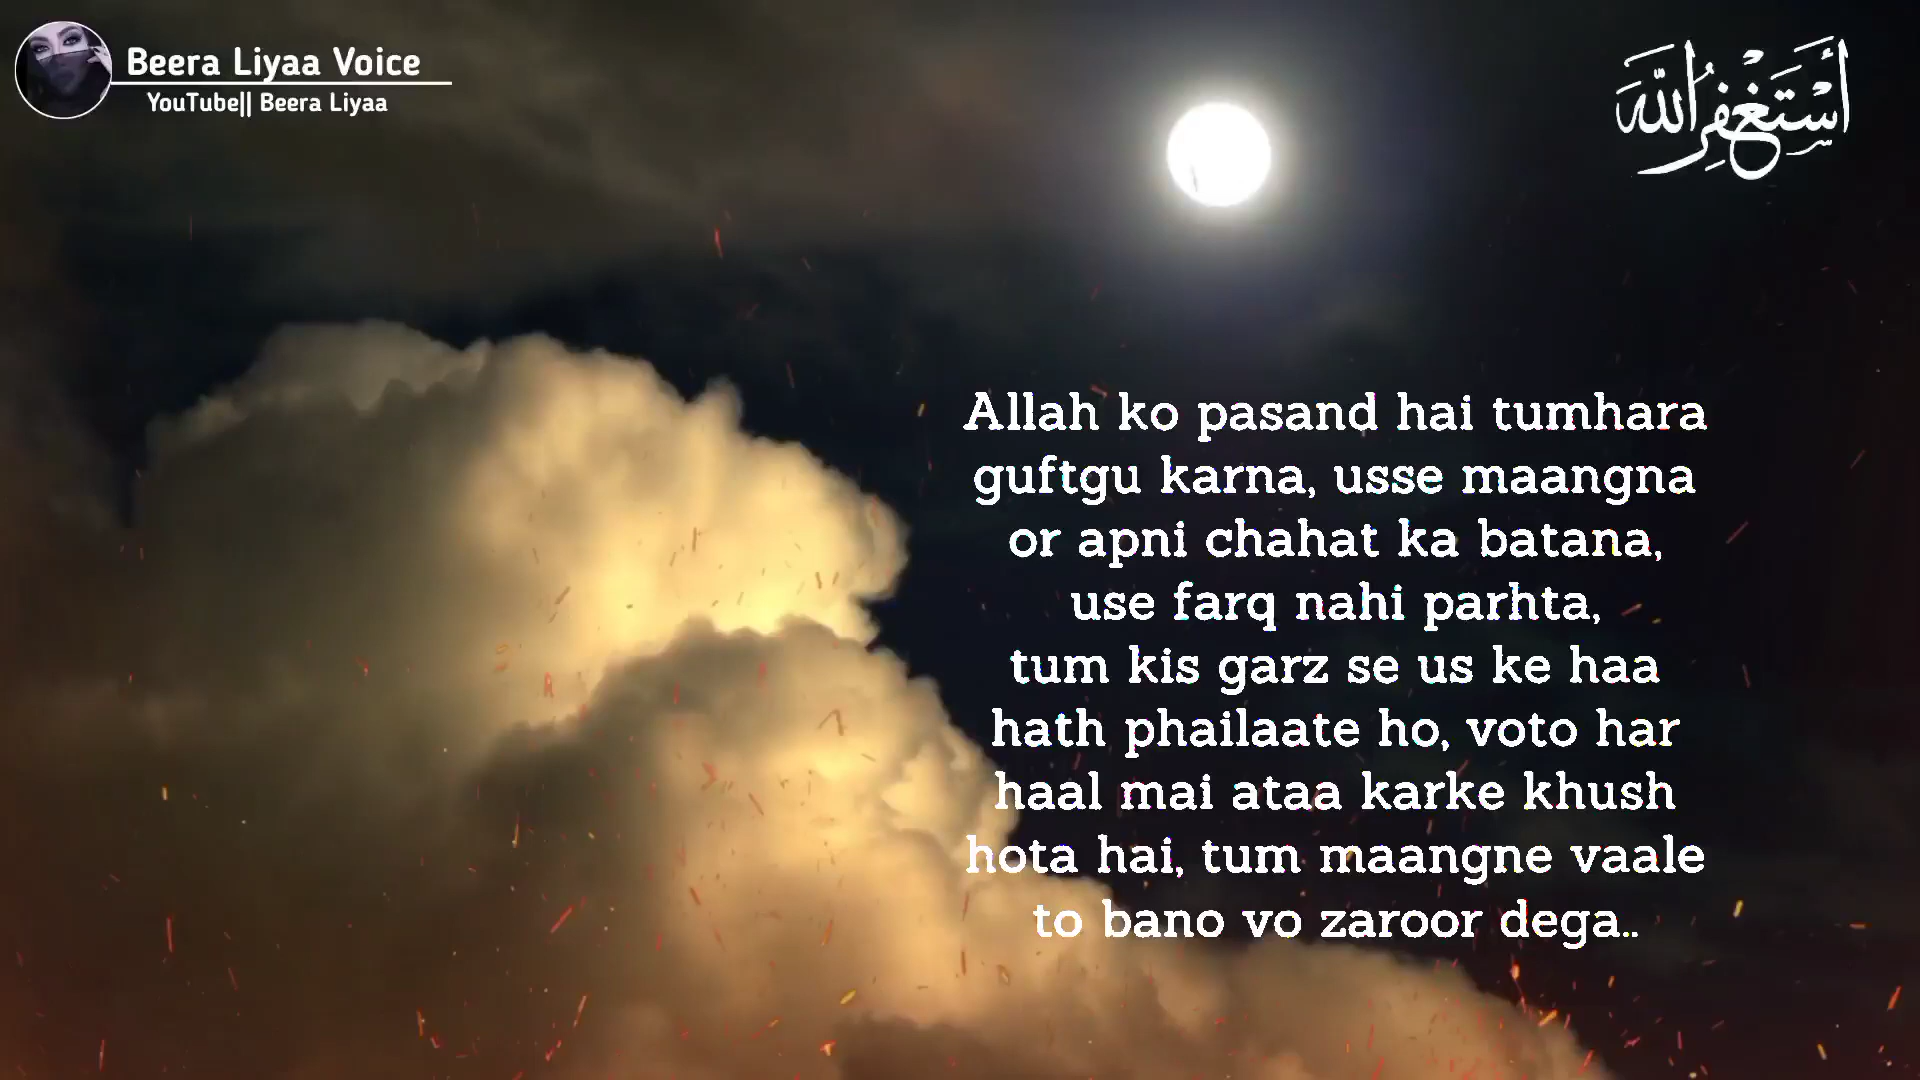 Beera Liyaa Voice
YouTube|| Beera Liyaa
أَسْتَغْفِرُ اللّٰه
Allah ko pasand hai tumhara
guftgu karna, usse maangna
or apni chahat ka batana,
use farq nahi parhta,
tum kis garz se us ke haa
hath phailaate ho, voto har
haal mai ataa karke khush
hota hai, tum maangne vaale
to bano vo zaroor dega..